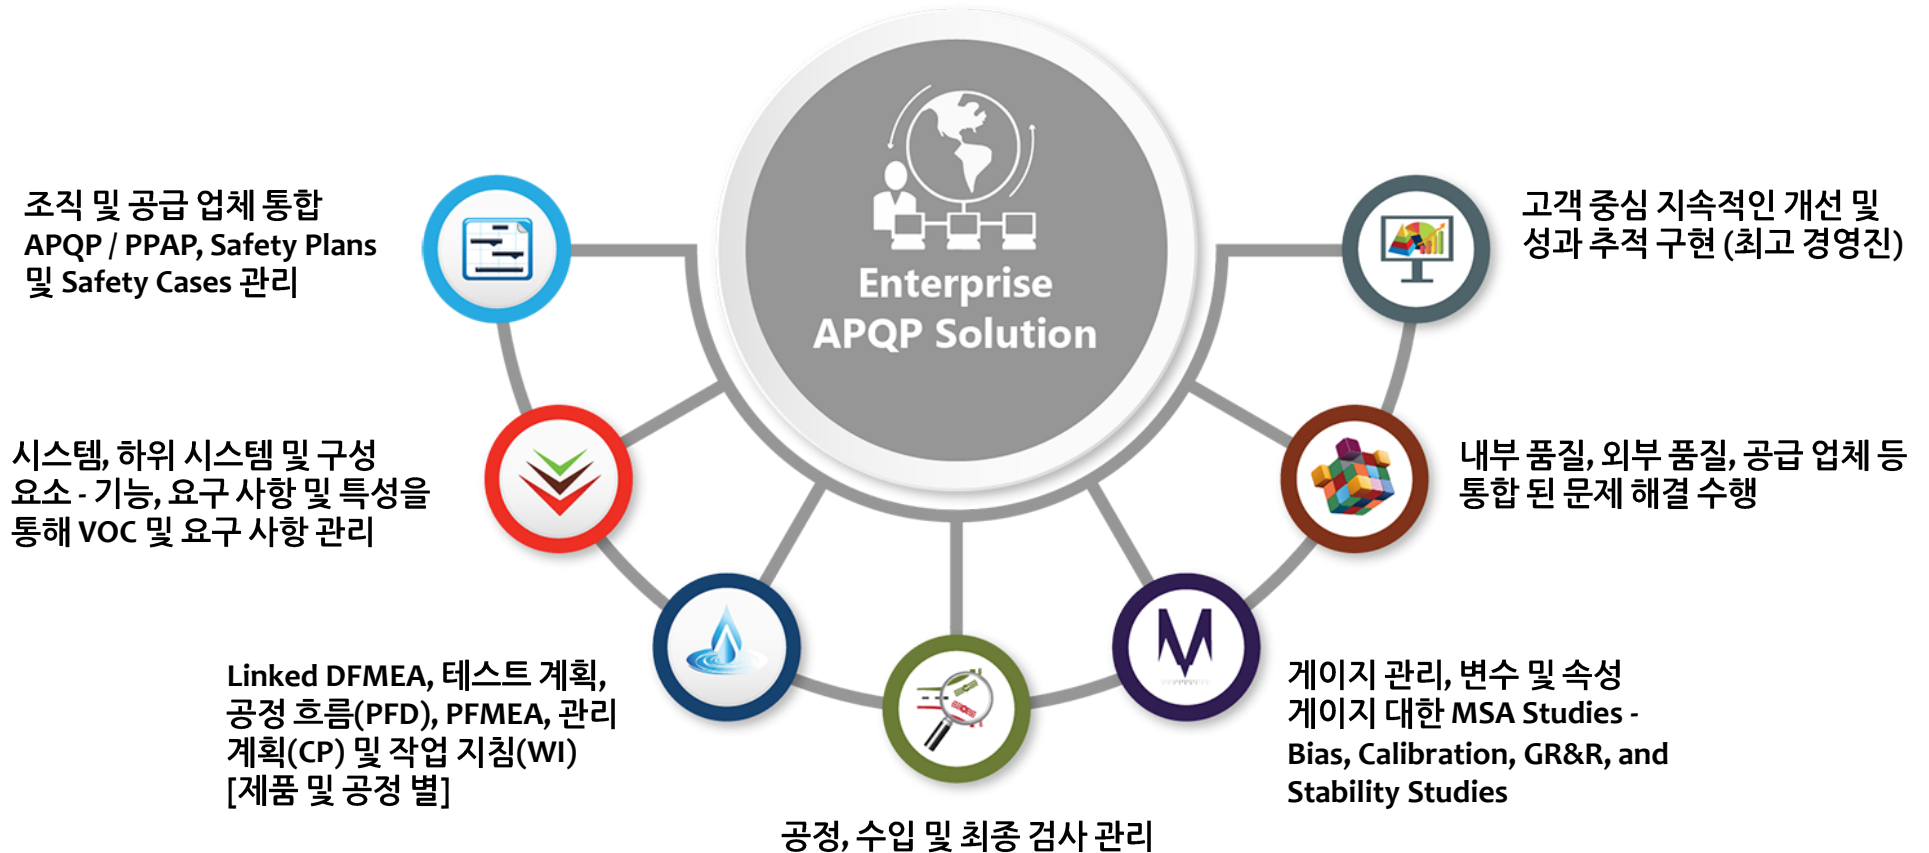 Enterprise
APQP Solution
조직 및 공급 업체 통합
APQP / PPAP, Safety Plans
및 Safety Cases 관리
시스템, 하위 시스템 및 구성
요소 - 기능, 요구 사항 및 특성을
통해 VOC 및 요구 사항 관리
Linked DFMEA, 테스트 계획,
공정 흐름(PFD), PFMEA, 관리
계획(CP) 및 작업 지침(WI)
[제품 및 공정 별]
공정, 수입 및 최종 검사 관리
게이지 관리, 변수 및 속성
게이지 대한 MSA Studies -
Bias, Calibration, GR&R, and
Stability Studies
내부 품질, 외부 품질, 공급 업체 등
통합 된 문제 해결 수행
고객 중심 지속적인 개선 및
성과 추적 구현 (최고 경영진)